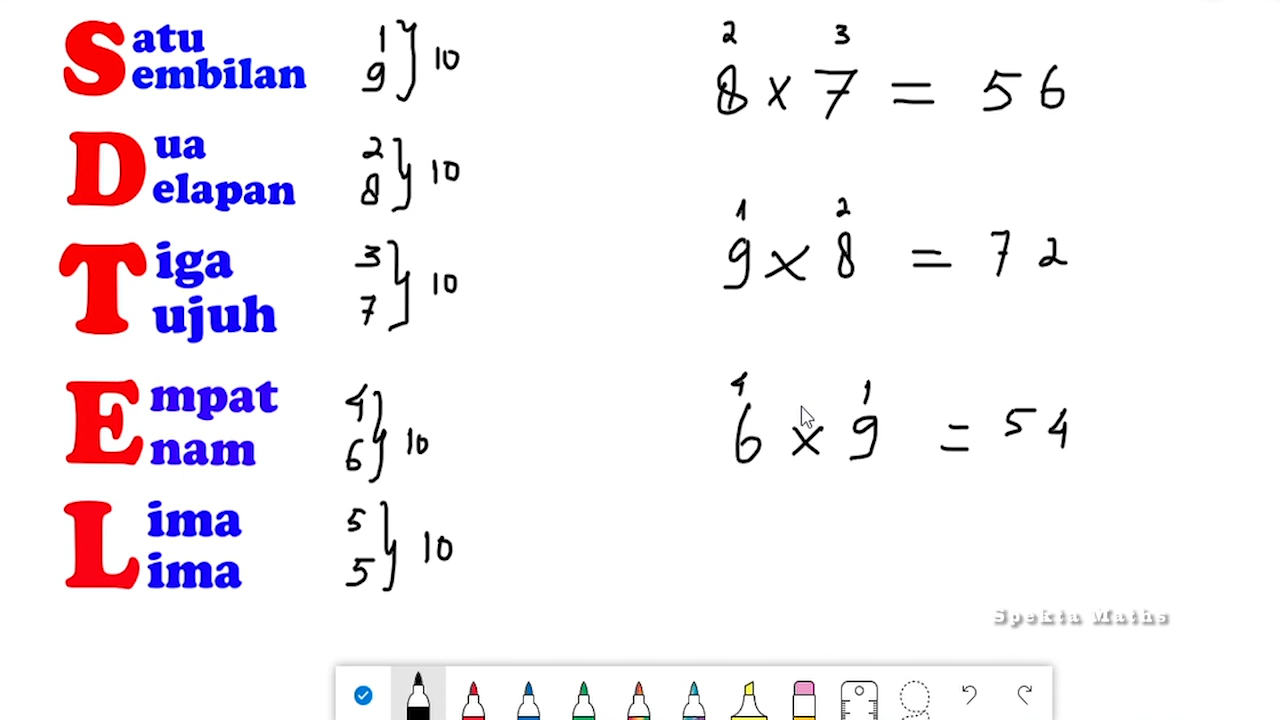 Satu 1
Sembilan 9 } 10
Dua 2
Delapan 8 } 10
Tiga 3
Tujuh 7 } 10
Empat 4
Enam 6 } 10
Lima 5
Lima 5 } 10
2 3
8 x 7 = 56
1 2
9 x 8 = 72
4 1
6 x 9 = 54
Spekta Maths